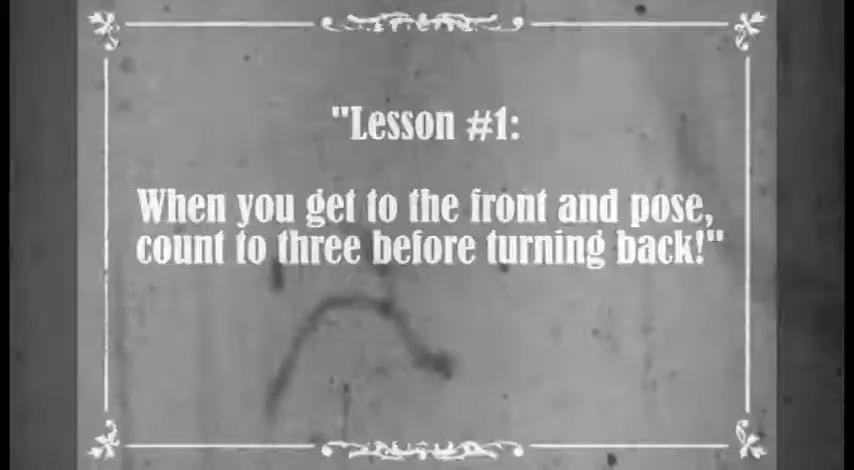 "Lesson #1:
When you get to the front and pose,
count to three before turning back!"